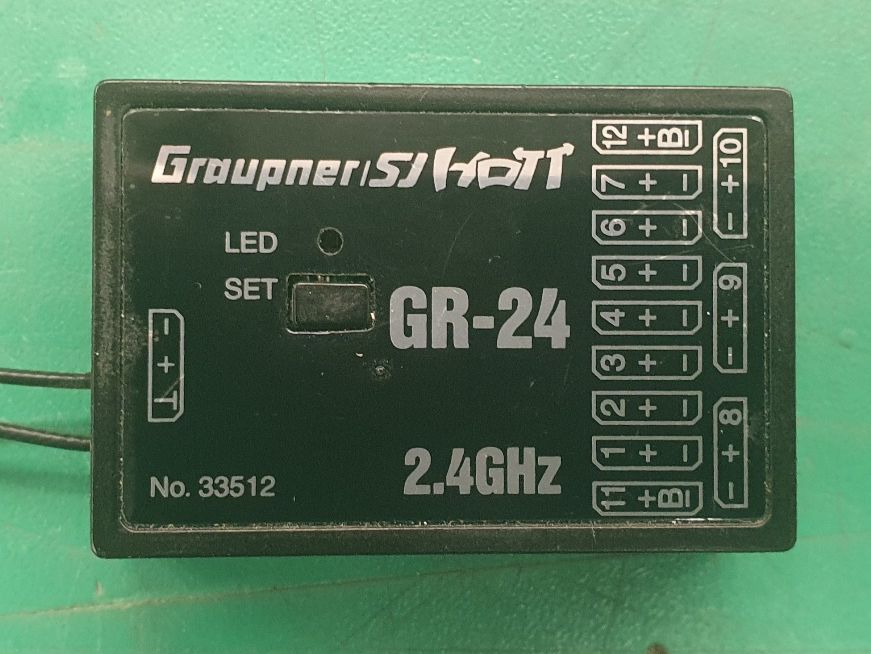 Graupner/SJ HOTT
LED
SET
GR-24
2.4GHz
No. 33512
T + -
12 + B -
7 + -
6 + -
5 + -
4 + -
3 + -
2 + -
1 + -
11 + B -
- + 10
- + 9
- + 8